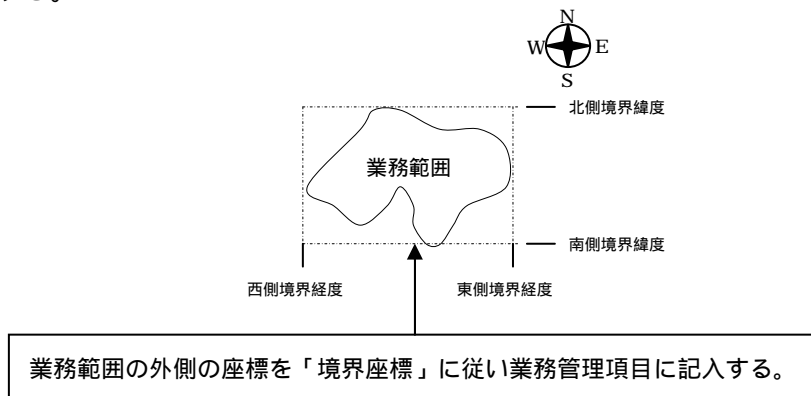 N
W E
S
北側境界緯度
業務範囲
南側境界緯度
西側境界経度 東側境界経度
業務範囲の外側の座標を「境界座標」に従い業務管理項目に記入する。